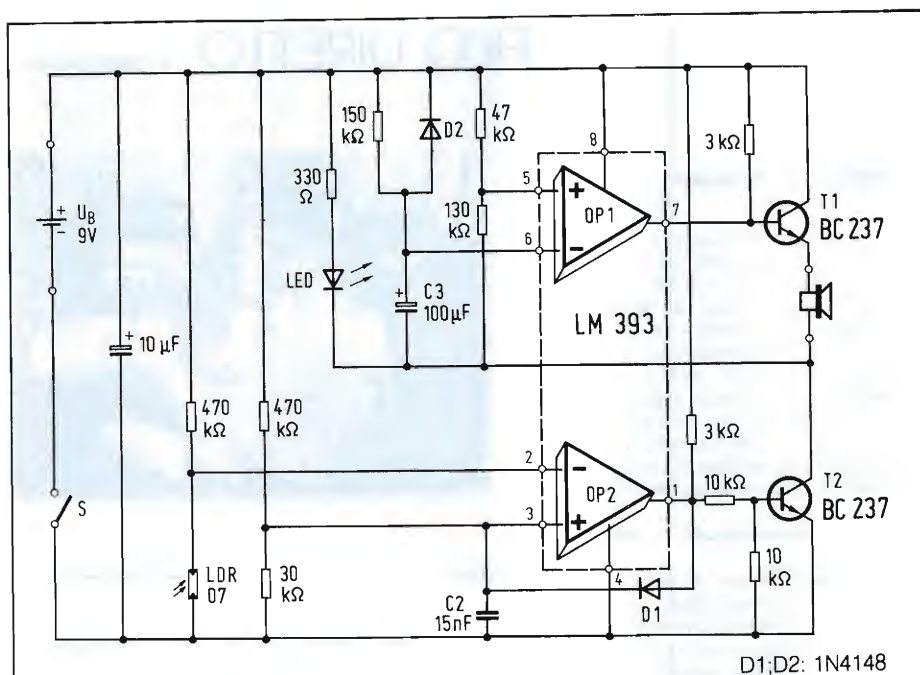 150
kΩ
D2
47
kΩ
3 kΩ
8
330
Ω
5
+
OP1
7
T1
BC 237
UB
9V
+
-
130
kΩ
6
-
LED
+
C3
100µF
LM 393
+
10 µF
470
kΩ
470
kΩ
3 kΩ
2
-
OP2
1
10 kΩ
T2
BC 237
3
+
S
LDR
07
30
kΩ
4
10
kΩ
C2
15nF
D1
D1;D2: 1N4148